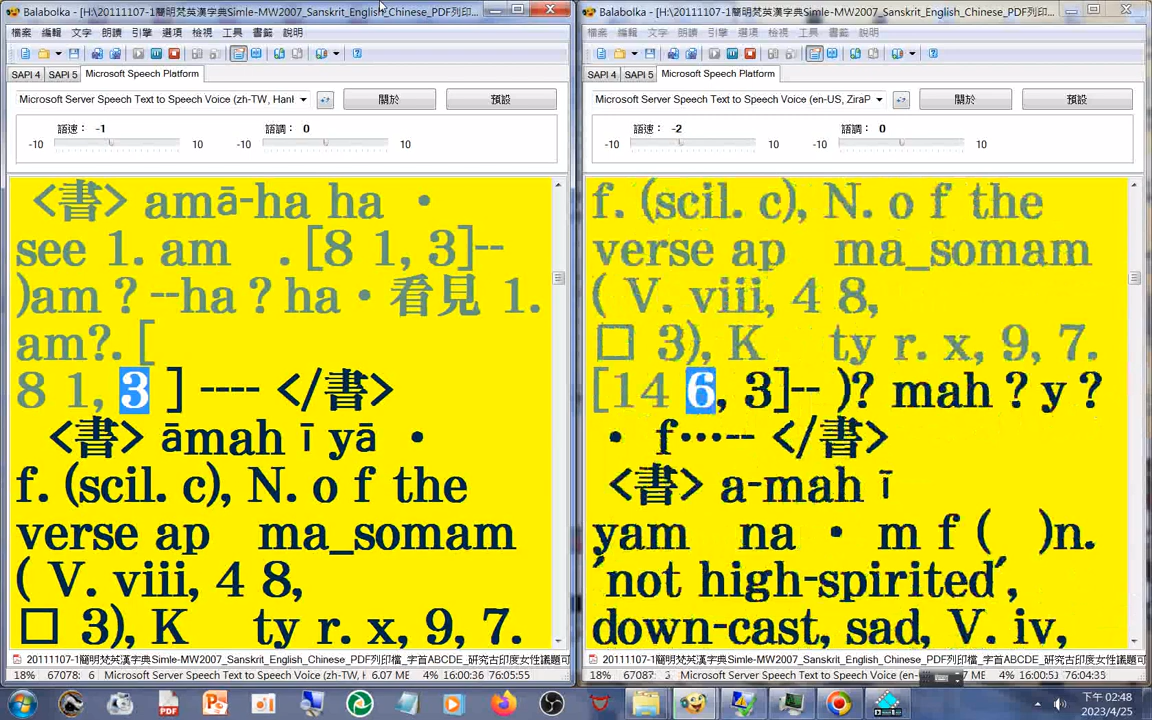 Balabolka - [H:\20111107-1簡明梵英漢字典Simle-MW2007_Sanskrit_English_Chinese_PDF列印...
檔案 編輯 文字 朗讀 引擎 選項 檢視 工具 書籤 說明
SAPI 4 SAPI 5 Microsoft Speech Platform
Microsoft Server Speech Text to Speech Voice (zh-TW, Hanl 關於 預設
語速： -1 語調： 0
-10 10 -10 10
<書> amā-ha ha •
see 1. am . [8 1, 3]--
)am ? --ha ? ha • 看見 1.
am?. [
8 1, 3 ] ---- </書>
<書> āmah ī yā •
f. (scil. c), N. o f the
verse ap ma_somam
( V. viii, 4 8,
□ 3), K ty r. x, 9, 7.
20111107-1簡明梵英漢字典Simle-MW2007_Sanskrit_English_Chinese_PDF列印檔_字首ABCDE_研究古印度女性議題可
18% 67078: 6 Microsoft Server Speech Text to Speech Voice (zh-TW, 6.07 ME 4% 16:00:36 76:05:55
Balabolka - [H:\20111107-1簡明梵英漢字典Simle-MW2007_Sanskrit_English_Chinese_PDF列印...
檔案 編輯 文字 朗讀 引擎 選項 檢視 工具 書籤 說明
SAPI 4 SAPI 5 Microsoft Speech Platform
Microsoft Server Speech Text to Speech Voice (en-US, ZiraP 關於 預設
語速： -2 語調： 0
-10 10 -10 10
f. (scil. c), N. o f the
verse ap ma_somam
( V. viii, 4 8,
□ 3), K ty r. x, 9, 7.
[14 6, 3]-- )? mah ? y ?
• f…-- </書>
<書> a-mah ī
yam na • m f ( )n.
'not high-spirited',
down-cast, sad, V. iv,
20111107-1簡明梵英漢字典Simle-MW2007_Sanskrit_English_Chinese_PDF列印檔_字首ABCDE_研究古印度女性議題可
18% 67087: Microsoft Server Speech Text to Speech Voice ME 4% 16:00:5 76:04:35
下午 02:48
2023/4/25